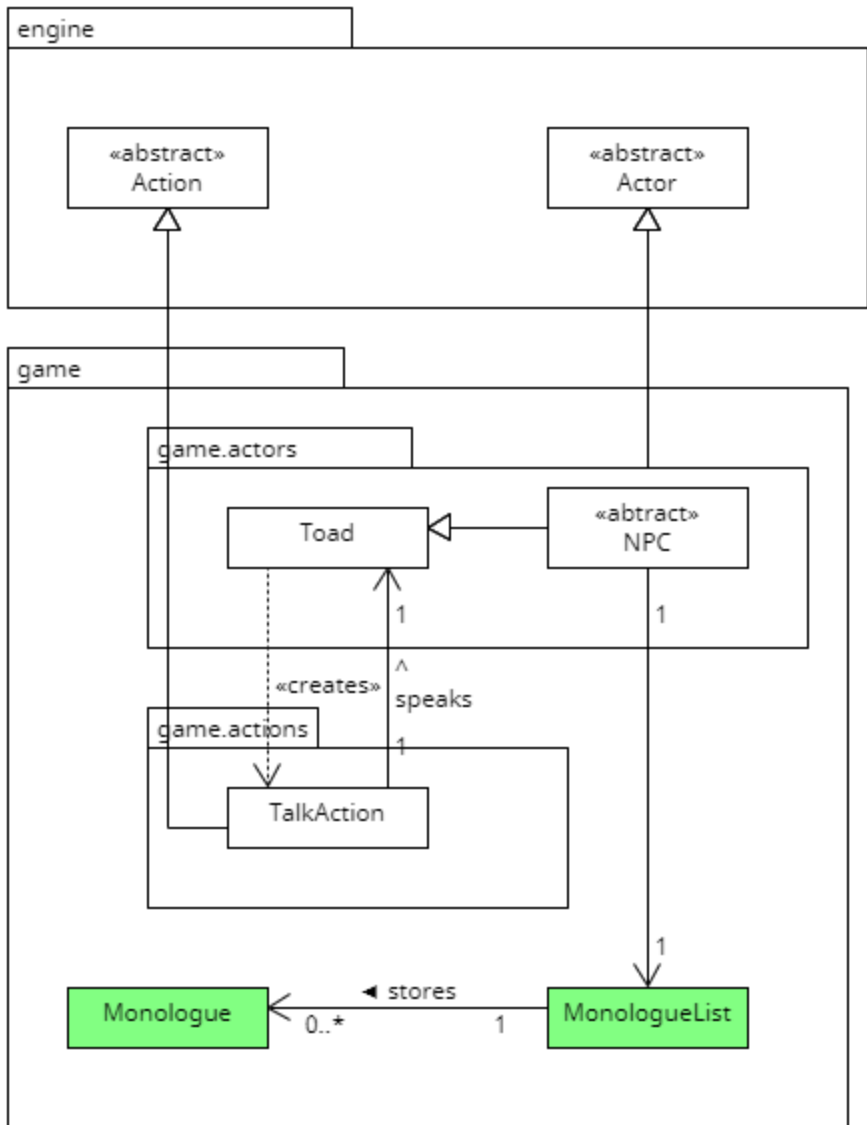 engine
«abstract»
Action
«abstract»
Actor
game
game.actors
Toad
«abtract»
NPC
1
1
^
speaks
«creates»
game.actions
1
TalkAction
1
◄ stores
Monologue
0..*
1
MonologueList